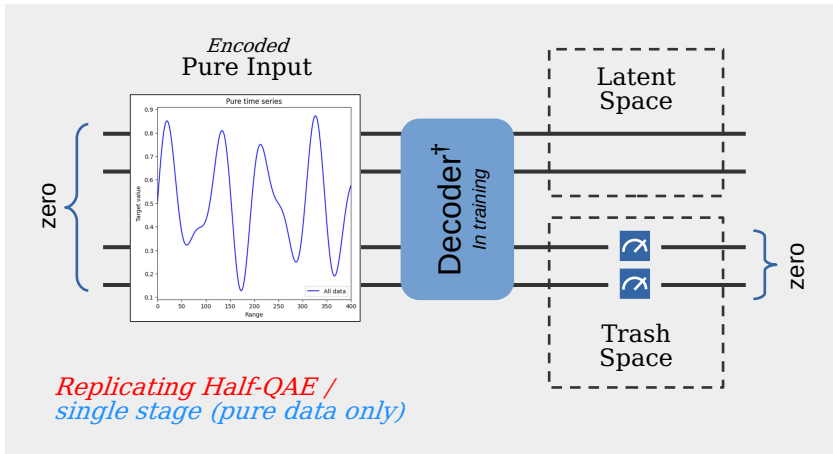 Encoded
Pure Input
zero
Pure time series
Target value
0.9
0.8
0.7
0.6
0.5
0.4
0.3
0.2
0.1
0
50
100
150
200
250
300
350
400
Range
All data
Decoder†
In training
Latent
Space
Trash
Space
zero
Replicating Half-QAE /
single stage (pure data only)